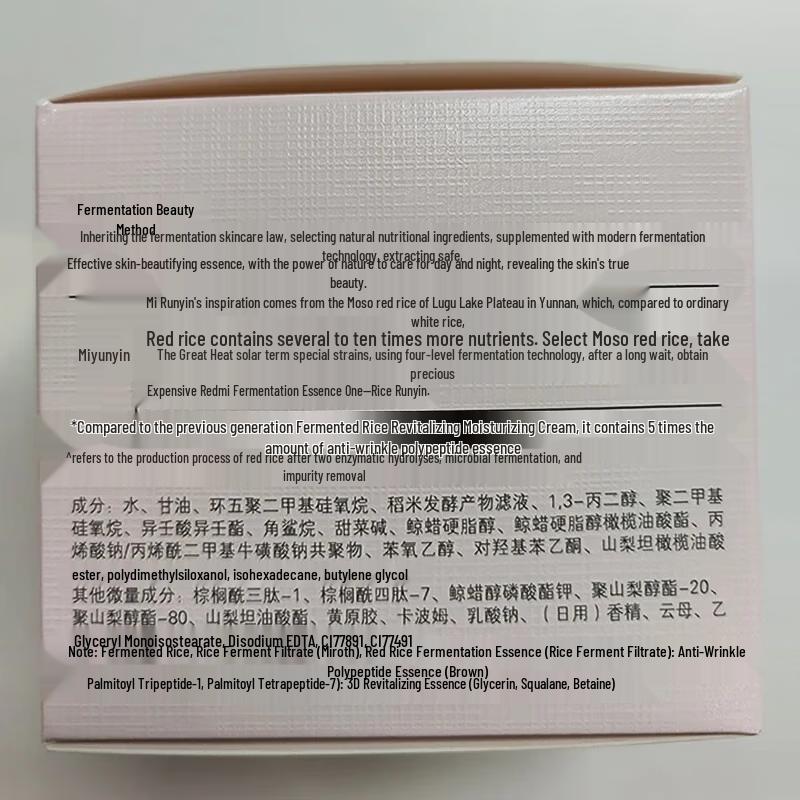 Fermentation Beauty
Method
Inheriting the fermentation skincare law, selecting natural nutritional ingredients, supplemented with modern fermentation
technology, extracting safe,
Effective skin-beautifying essence, with the power of nature to care for day and night, revealing the skin's true
beauty.
Mi Runyin's inspiration comes from the Moso red rice of Lugu Lake Plateau in Yunnan, which, compared to ordinary
white rice,
Red rice contains several to ten times more nutrients. Select Moso red rice, take
Miyunyin
The Great Heat solar term special strains, using four-level fermentation technology, after a long wait, obtain
precious
Expensive Redmi Fermentation Essence One—Rice Runyin.
*Compared to the previous generation Fermented Rice Revitalizing Moisturizing Cream, it contains 5 times the
amount of anti-wrinkle polypeptide essence
^refers to the production process of red rice after two enzymatic hydrolyses, microbial fermentation, and
impurity removal
成分：水、甘油、环五聚二甲基硅氧烷、稻米发酵产物滤液、1,3-丙二醇、聚二甲基
硅氧烷、异壬酸异壬酯、角鲨烷、甜菜碱、鲸蜡硬脂醇、鲸蜡硬脂醇橄榄油酸酯、丙
烯酸钠/丙烯酰二甲基牛磺酸钠共聚物、苯氧乙醇、对羟基苯乙酮、山梨坦橄榄油酸
ester, polydimethylsiloxanol, isohexadecane, butylene glycol
其他微量成分：棕榈酰三肽-1、棕榈酰四肽-7、鲸蜡醇磷酸酯钾、聚山梨醇酯-20、
聚山梨醇酯-80、山梨坦油酸酯、黄原胶、卡波姆、乳酸钠、（日用）香精、云母、乙
Glyceryl Monoisostearate, Disodium EDTA, CI77891, CI77491
Note: Fermented Rice, Rice Ferment Filtrate (Miroth), Red Rice Fermentation Essence (Rice Ferment Filtrate): Anti-Wrinkle
Polypeptide Essence (Brown)
Palmitoyl Tripeptide-1, Palmitoyl Tetrapeptide-7): 3D Revitalizing Essence (Glycerin, Squalane, Betaine)